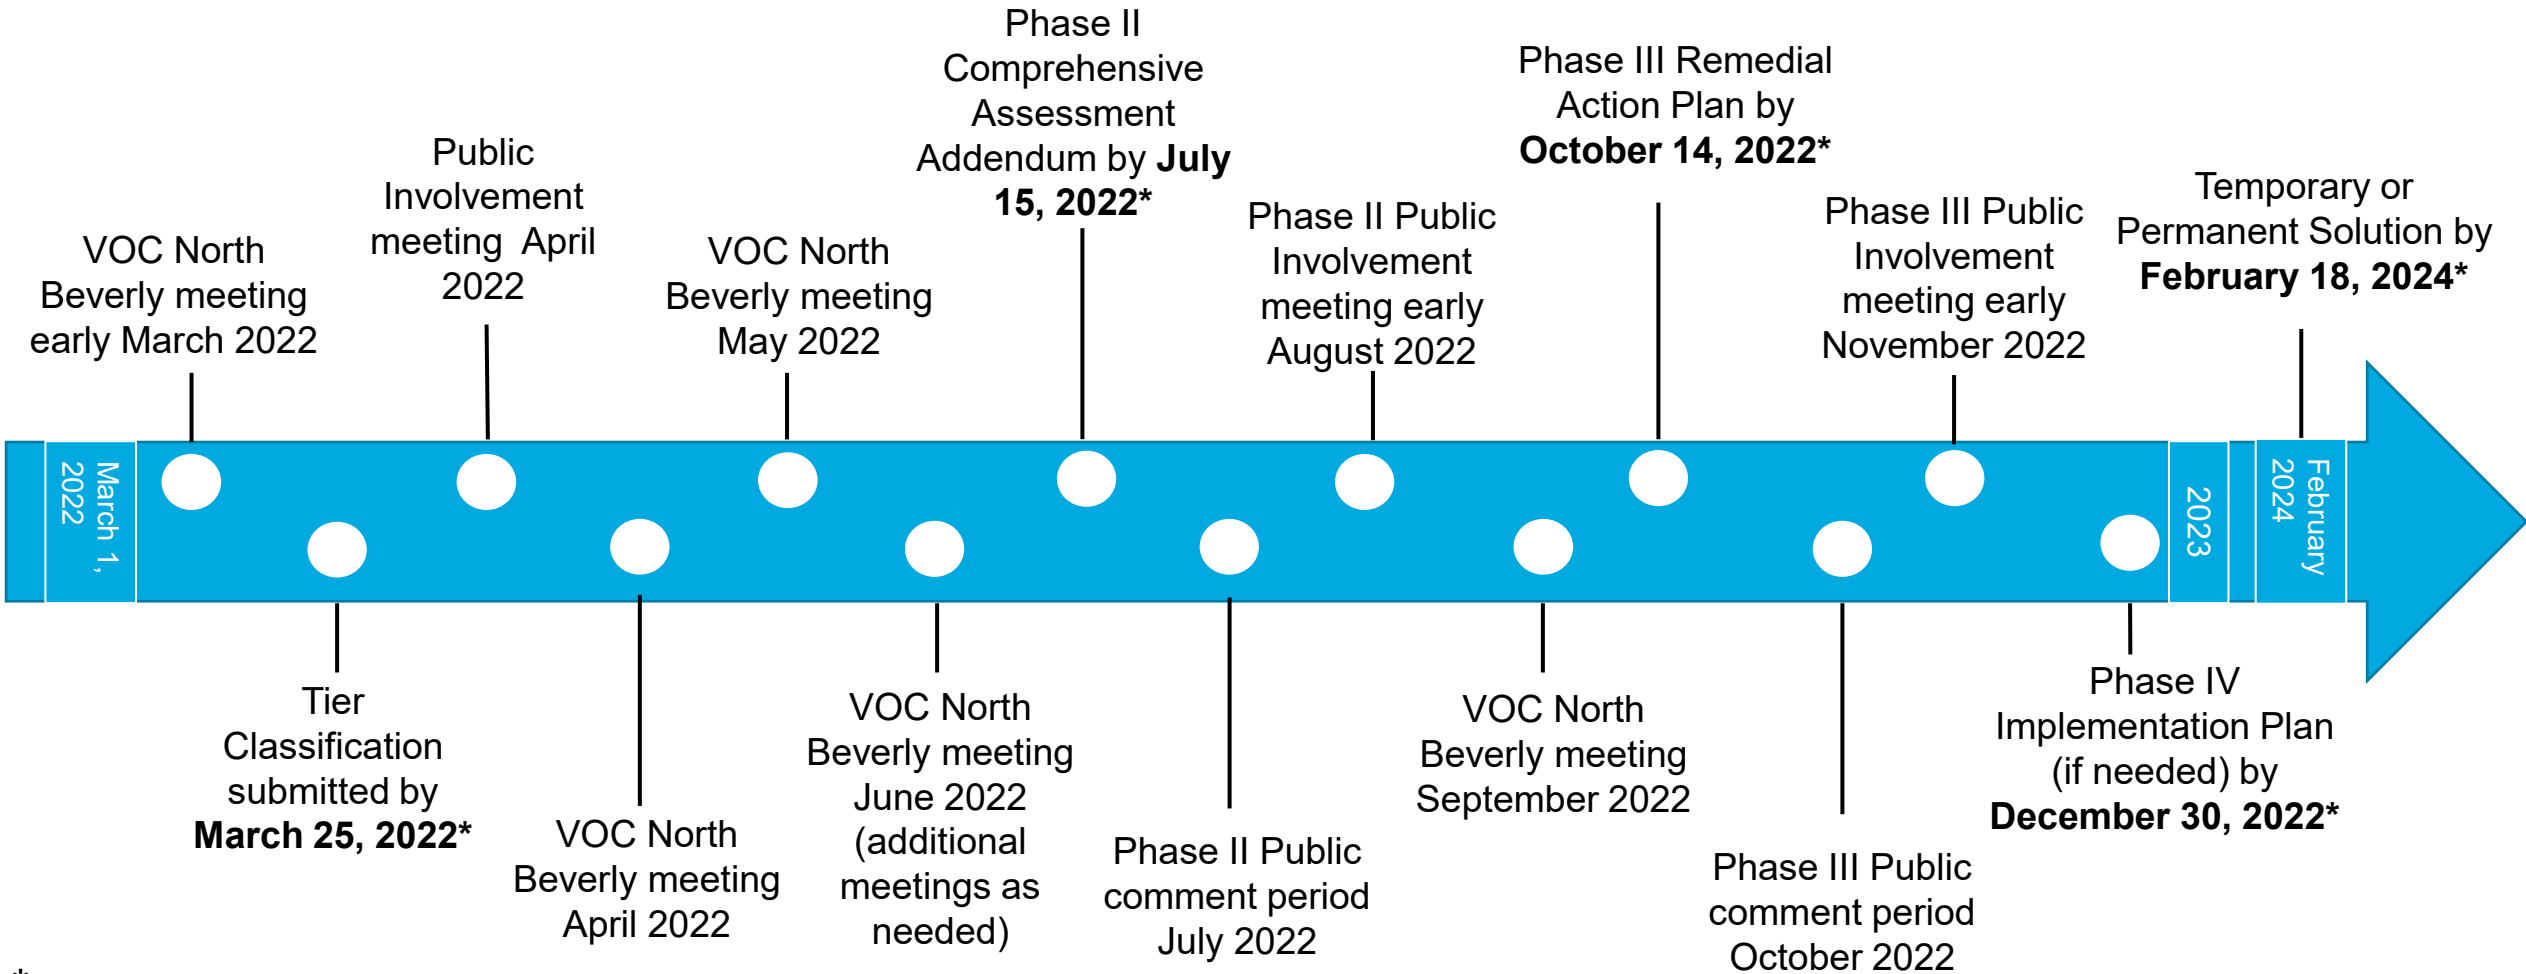 VOC North
Beverly meeting
early March 2022
Public
Involvement
meeting April
2022
VOC North
Beverly meeting
May 2022
Phase II
Comprehensive
Assessment
Addendum by July
15, 2022*
Phase II Public
Involvement
meeting early
August 2022
Phase III Remedial
Action Plan by
October 14, 2022*
Phase III Public
Involvement
meeting early
November 2022
Temporary or
Permanent Solution by
February 18, 2024*
March 1,
2022
2023
February
2024
Tier
Classification
submitted by
March 25, 2022*
VOC North
Beverly meeting
April 2022
VOC North
Beverly meeting
June 2022
(additional
meetings as
needed)
Phase II Public
comment period
July 2022
VOC North
Beverly meeting
September 2022
Phase III Public
comment period
October 2022
Phase IV
Implementation Plan
(if needed) by
December 30, 2022*
*